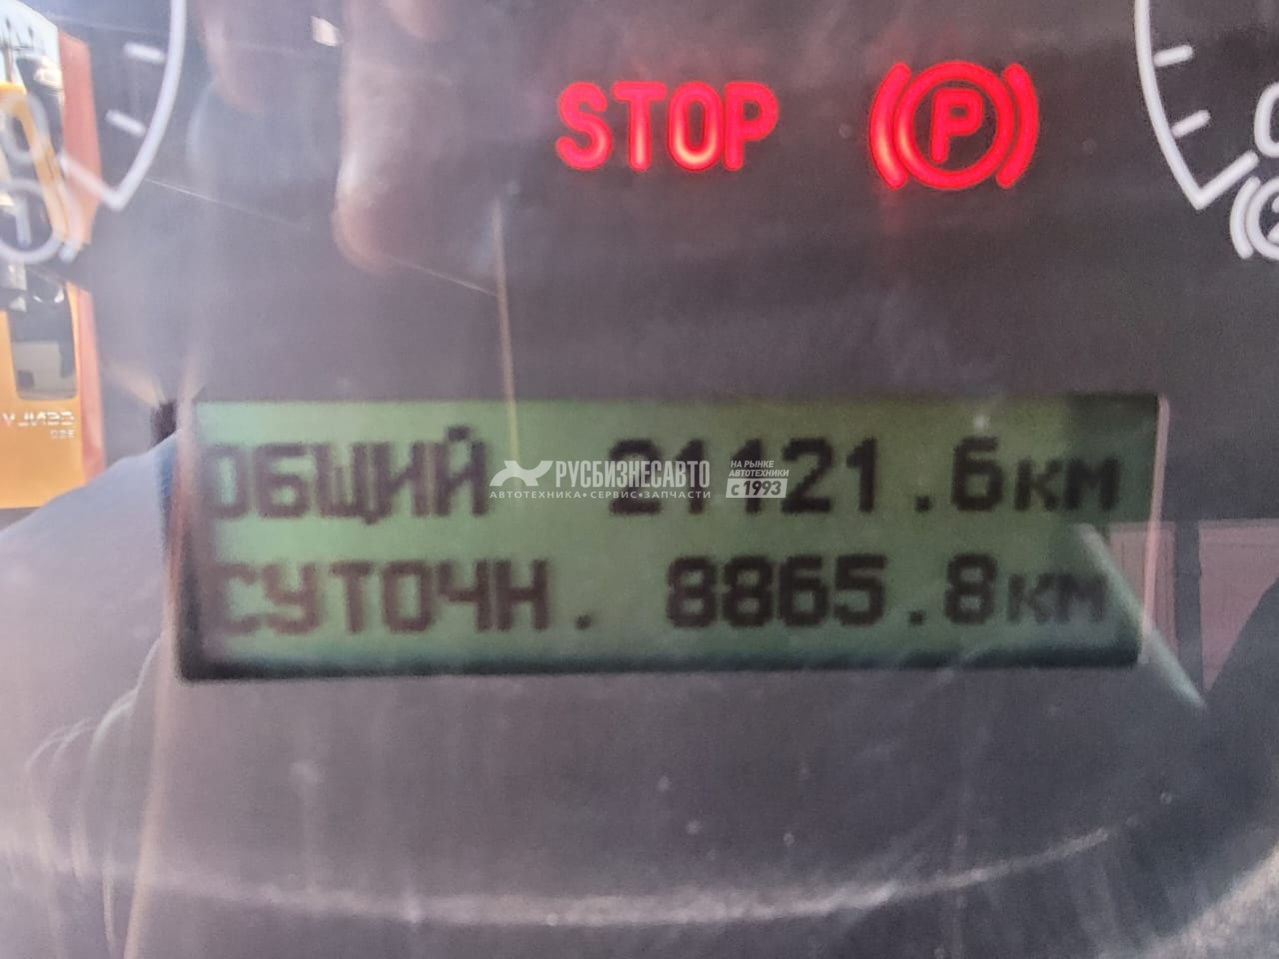 STOP (P)
ОБЩИЙ 21121.6км
СУТОЧН. 8865.8км
РУСБИЗНЕСАВТО
АВТОТЕХНИКА•СЕРВИС•ЗАПЧАСТИ
НА РЫНКЕ
АВТОТЕХНИКИ
с 1993